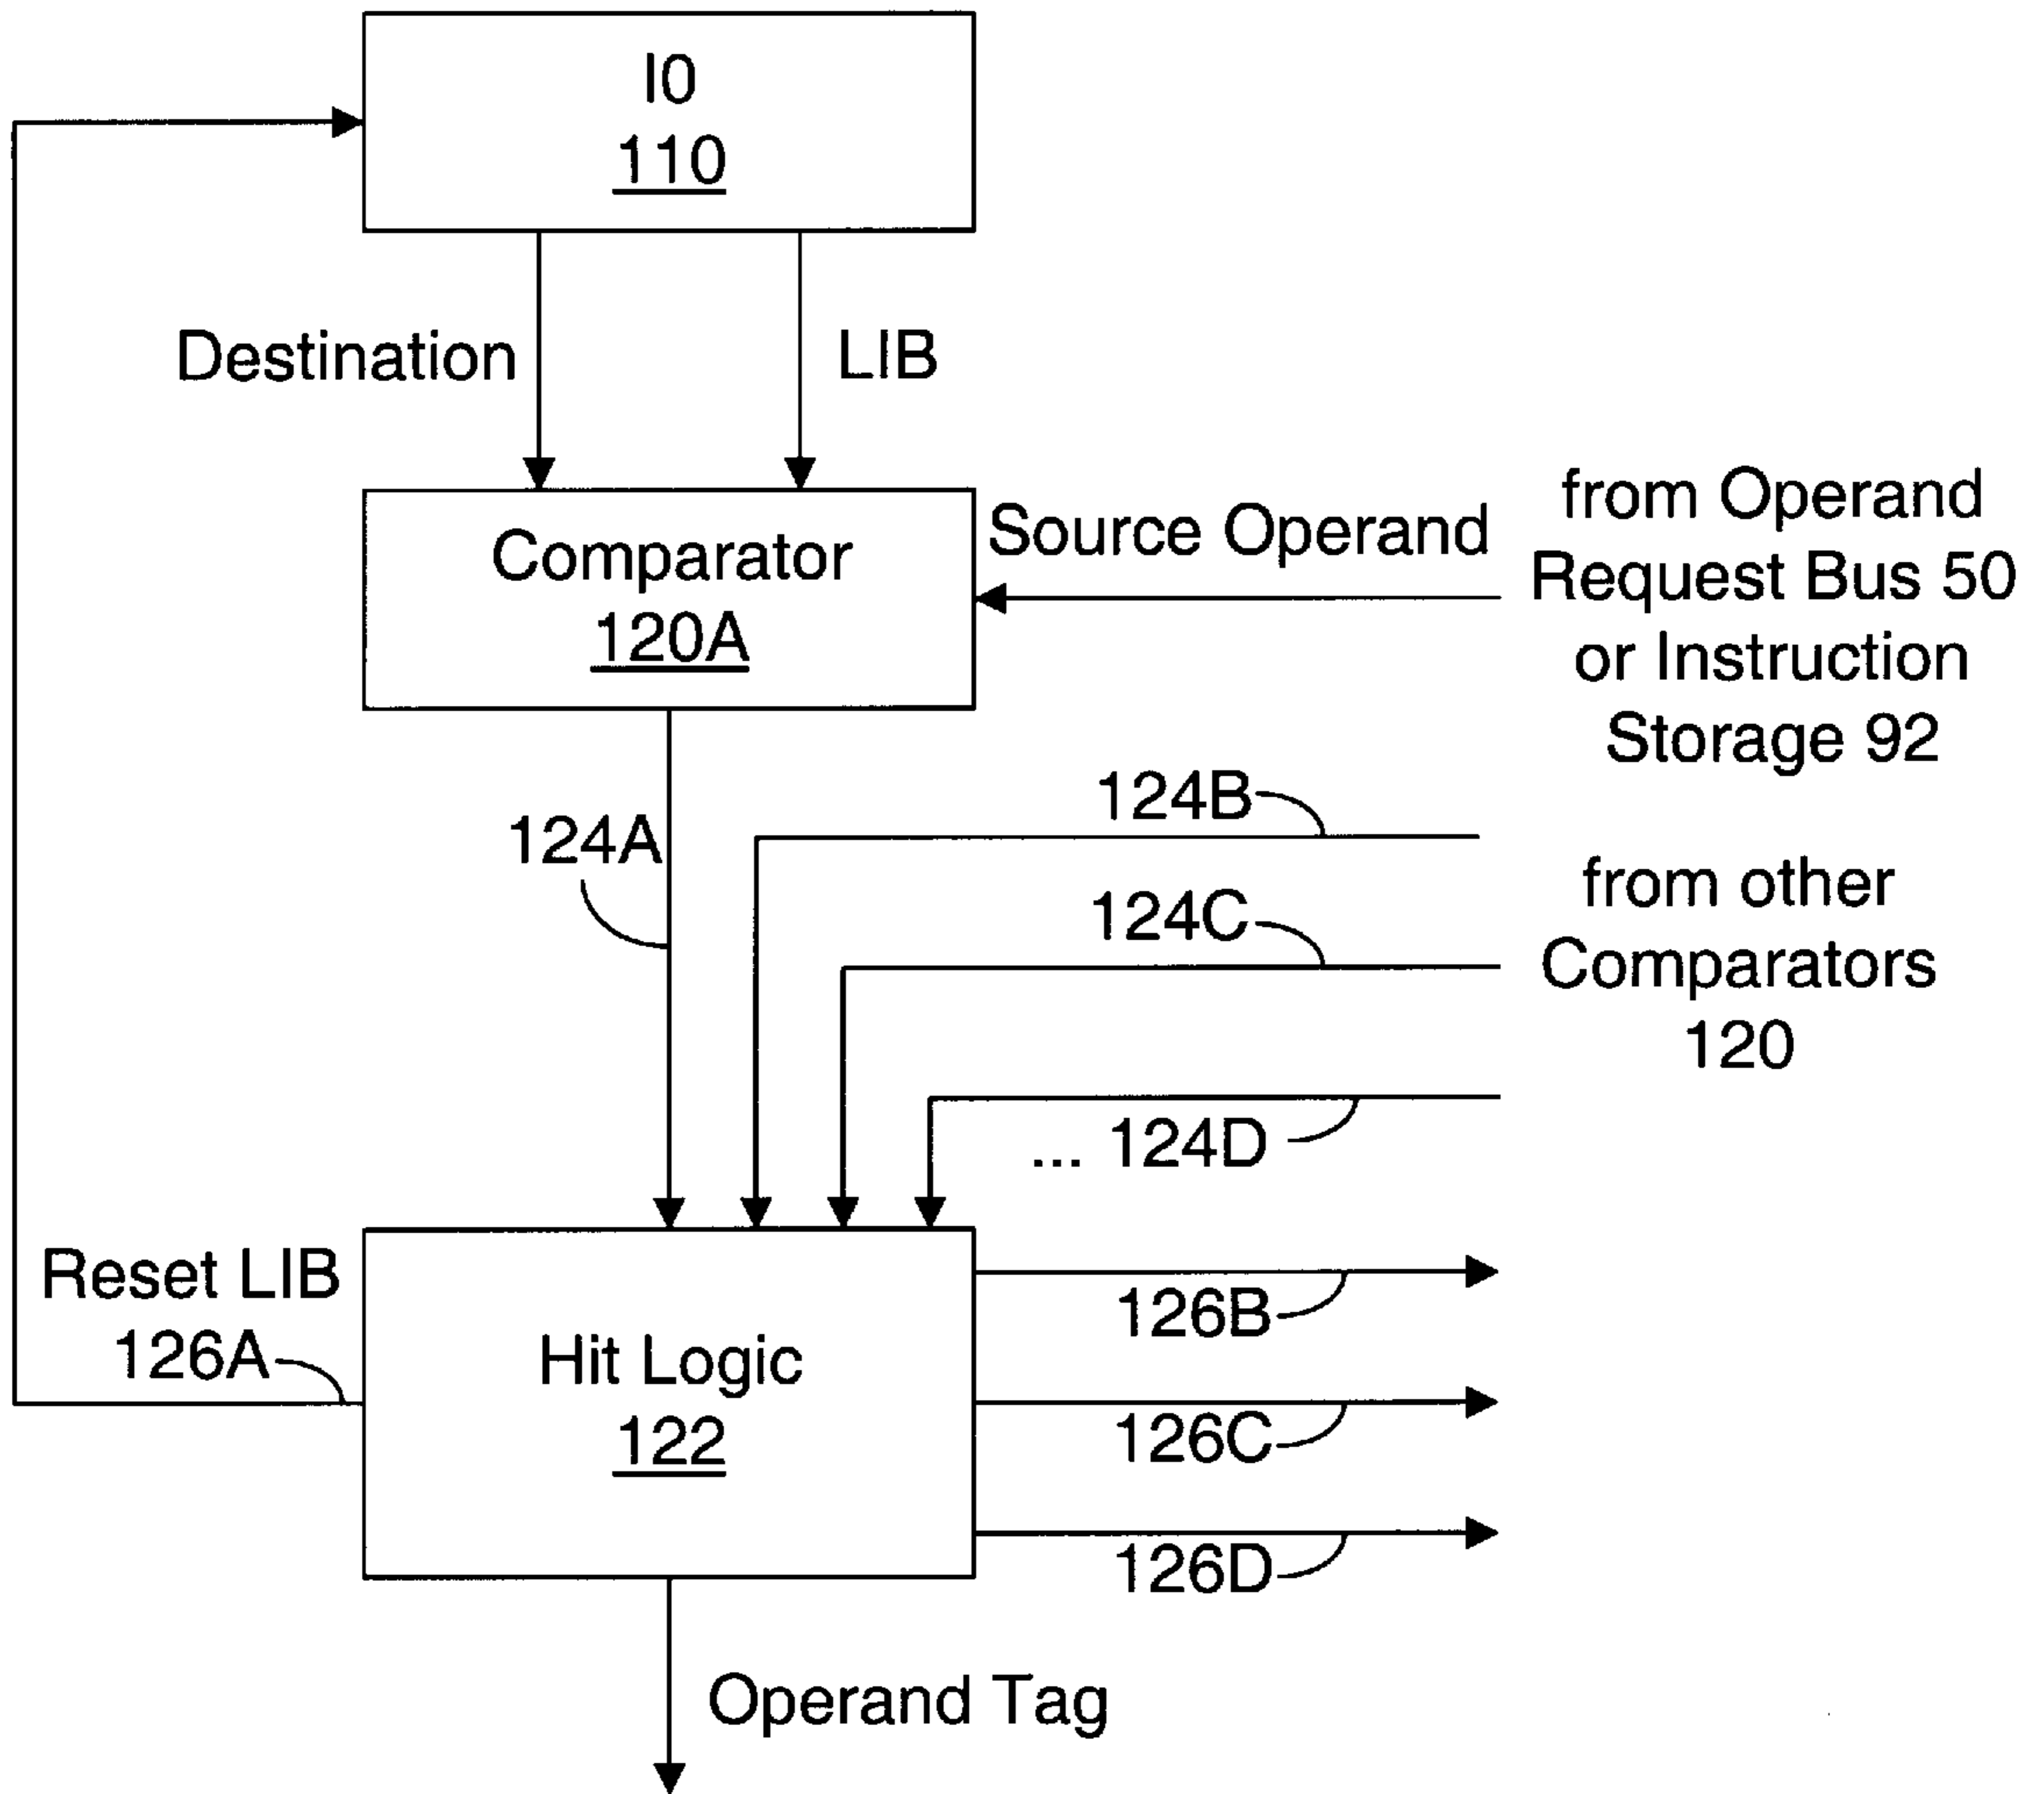 I0
110
Destination
LIB
Comparator
120A
Source Operand
from Operand
Request Bus 50
or Instruction
Storage 92
124A
124B
124C
... 124D
from other
Comparators
120
Reset LIB
126A
Hit Logic
122
126B
126C
126D
Operand Tag